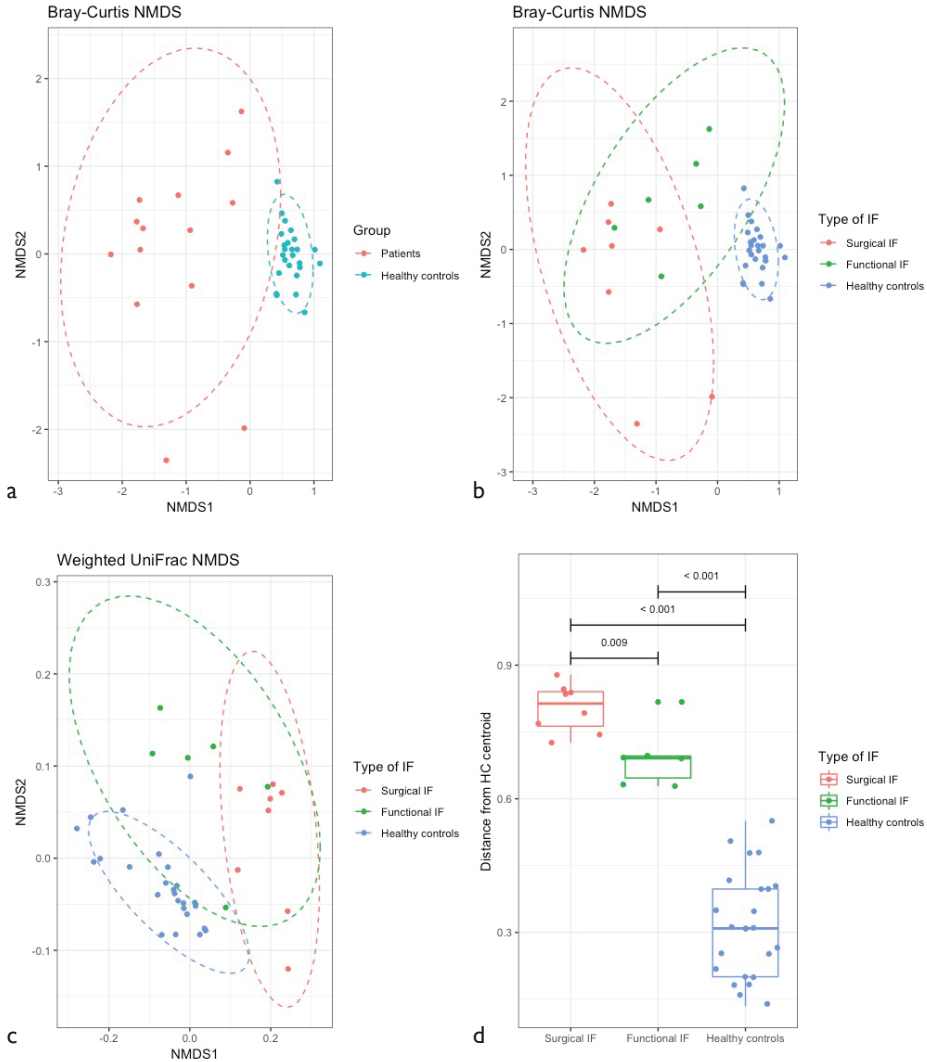 Bray-Curtis NMDS
2
1
0
-1
-2
NMDS2
-3
-2
-1
0
1
NMDS1
Group
Patients
Healthy controls
a
Bray-Curtis NMDS
2
1
0
-1
-2
-3
NMDS2
-3
-2
-1
0
1
NMDS1
Type of IF
Surgical IF
Functional IF
Healthy controls
b
Weighted UniFrac NMDS
0.3
0.2
0.1
0.0
-0.1
NMDS2
-0.2
0.0
0.2
NMDS1
Type of IF
Surgical IF
Functional IF
Healthy controls
c
< 0.001
< 0.001
0.009
0.9
0.6
0.3
Distance from HC centroid
Surgical IF
Functional IF
Healthy controls
Type of IF
Surgical IF
Functional IF
Healthy controls
d